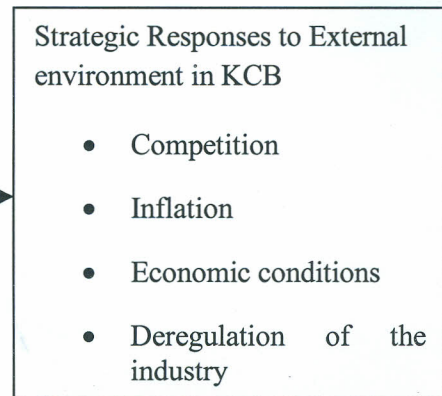 Strategic Responses to External
environment in KCB
• Competition
• Inflation
• Economic conditions
• Deregulation of the
industry